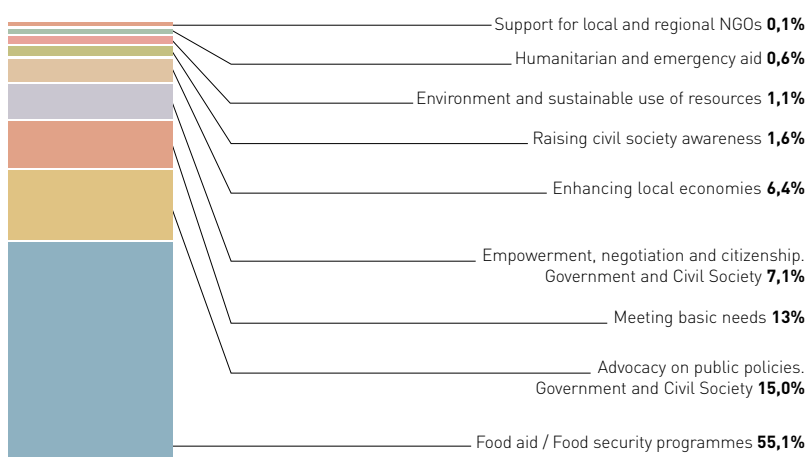 Support for local and regional NGOs 0,1%
Humanitarian and emergency aid 0,6%
Environment and sustainable use of resources 1,1%
Raising civil society awareness 1,6%
Enhancing local economies 6,4%
Empowerment, negotiation and citizenship.
Government and Civil Society 7,1%
Meeting basic needs 13%
Advocacy on public policies.
Government and Civil Society 15,0%
Food aid / Food security programmes 55,1%